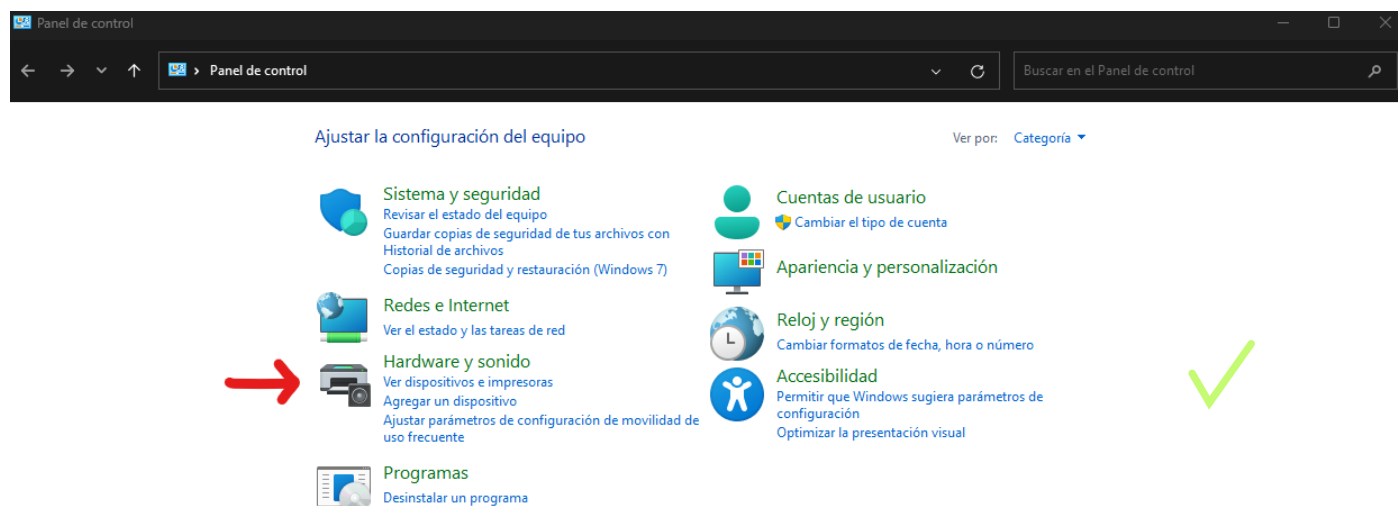 Panel de control
Panel de control
Buscar en el Panel de control
Ajustar la configuración del equipo
Ver por: Categoría
Sistema y seguridad
Revisar el estado del equipo
Guardar copias de seguridad de tus archivos con
Historial de archivos
Copias de seguridad y restauración (Windows 7)
Redes e Internet
Ver el estado y las tareas de red
Hardware y sonido
Ver dispositivos e impresoras
Agregar un dispositivo
Ajustar parámetros de configuración de movilidad de
uso frecuente
Programas
Desinstalar un programa
Cuentas de usuario
Cambiar el tipo de cuenta
Apariencia y personalización
Reloj y región
Cambiar formatos de fecha, hora o número
Accesibilidad
Permitir que Windows sugiera parámetros de
configuración
Optimizar la presentación visual